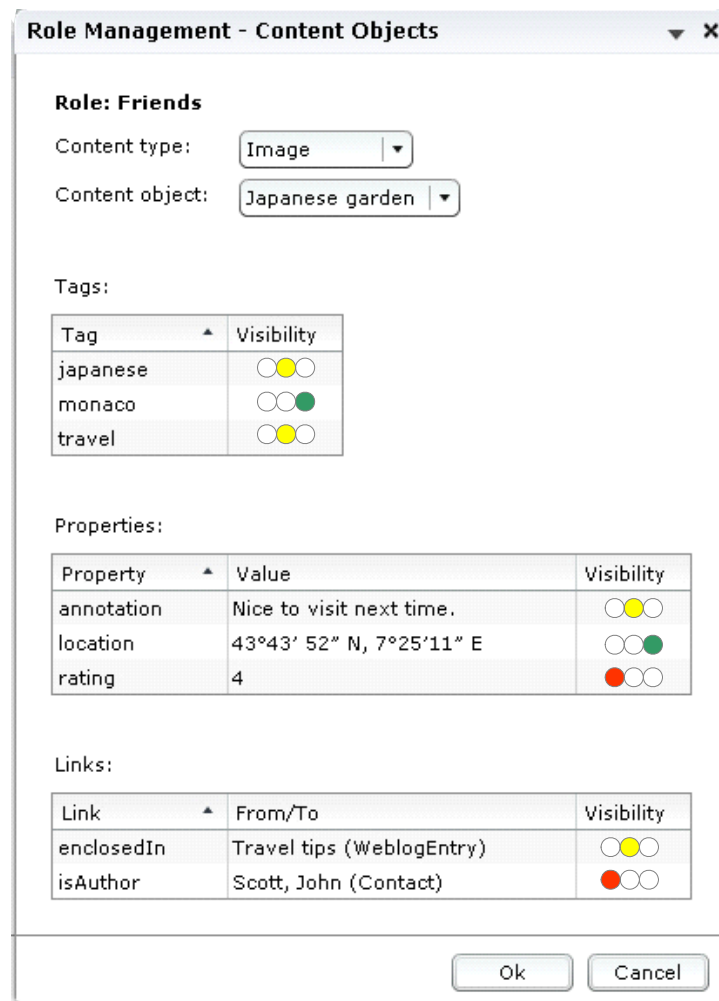 Role Management - Content Objects
Role: Friends
Content type: Image
Content object: Japanese garden
Tags:
Tag Visibility
japanese
monaco
travel
Properties:
Property Value Visibility
annotation Nice to visit next time.
location 43°43’ 52” N, 7°25’11” E
rating 4
Links:
Link From/To Visibility
enclosedIn Travel tips (WeblogEntry)
isAuthor Scott, John (Contact)
Ok Cancel